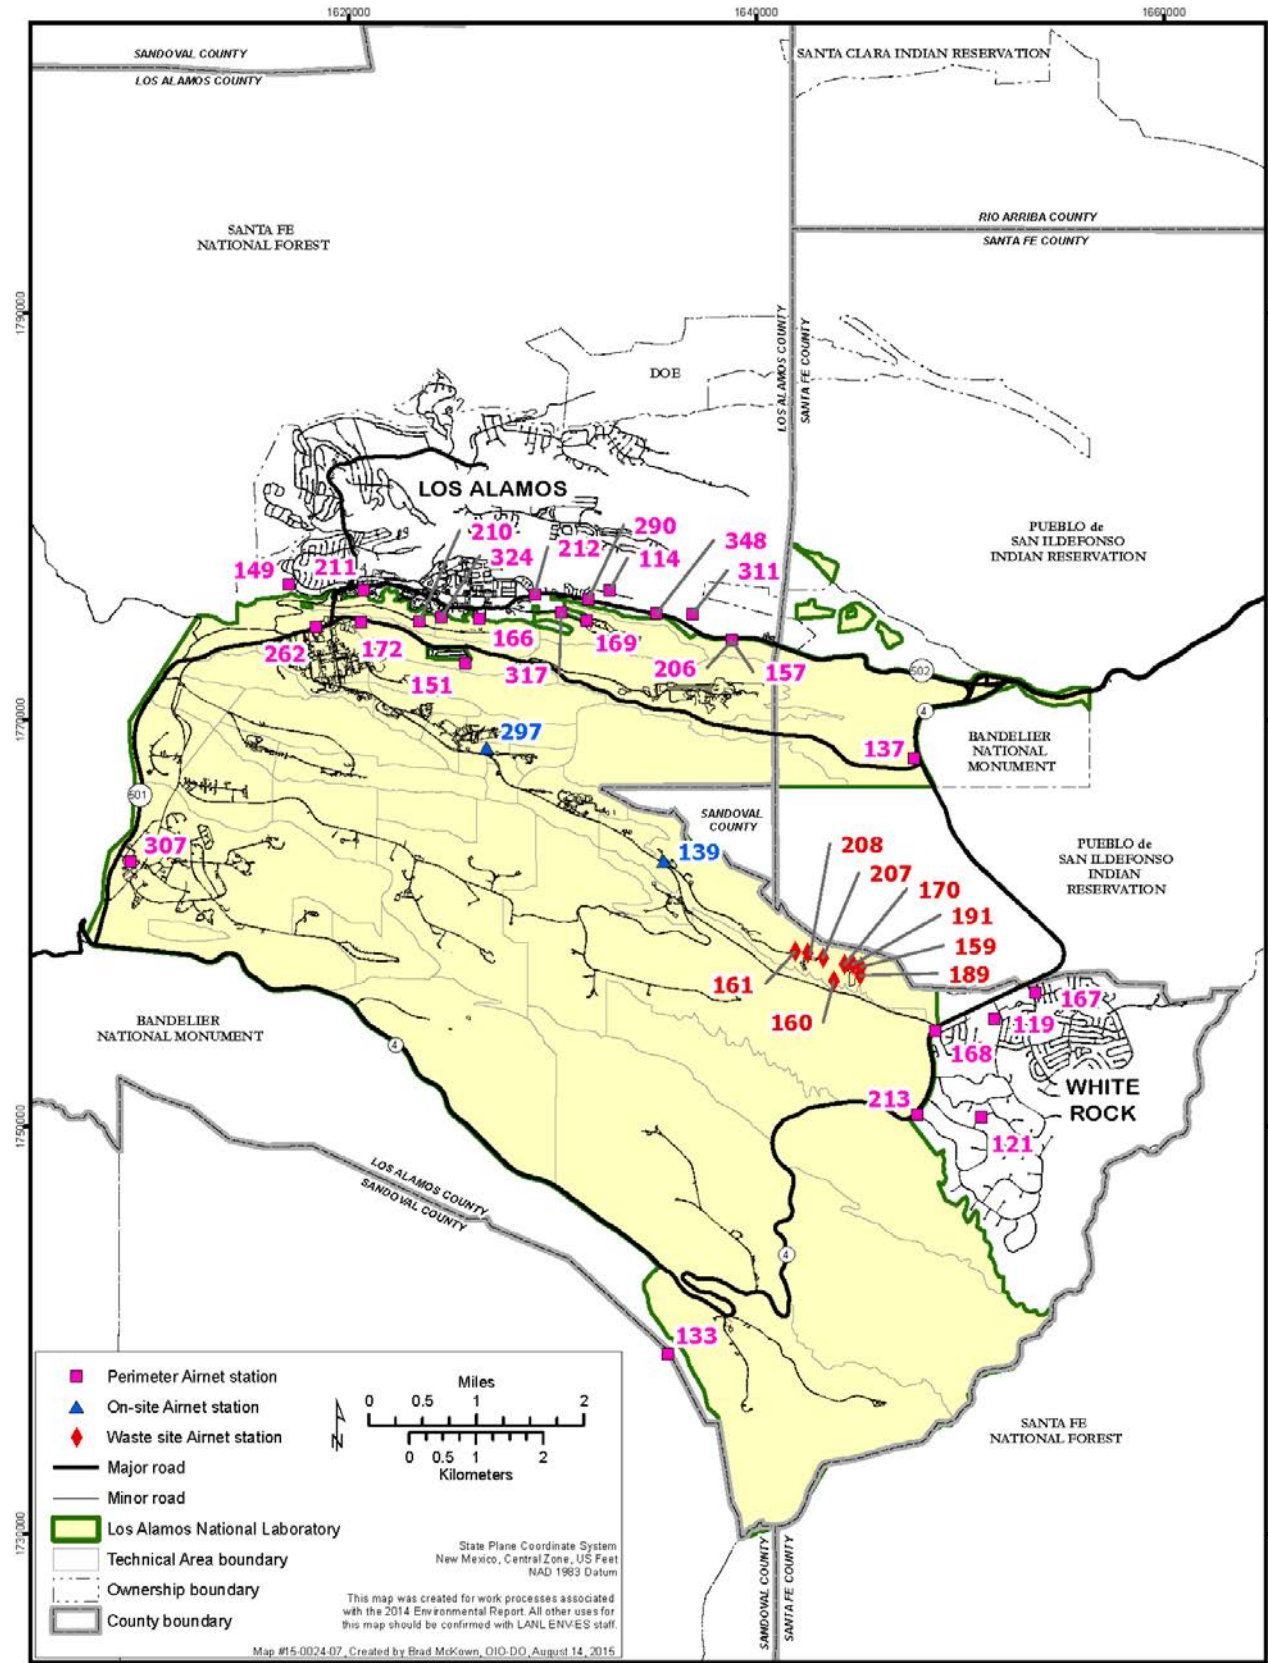 1620000
1640000
1660000
SANDOVAL COUNTY
LOS ALAMOS COUNTY
SANTA CLARA INDIAN RESERVATION
RIO ARRIBA COUNTY
SANTA FE COUNTY
SANTA FE
NATIONAL FOREST
1790000
LOS ALAMOS COUNTY
SANTA FE COUNTY
DOE
LOS ALAMOS
PUEBLO de
SAN ILDEFONSO
INDIAN RESERVATION
210
290
324
212
114
348
311
149
211
262
172
166
169
151
317
206
157
502
4
1770000
297
137
BANDELIER
NATIONAL
MONUMENT
501
SANDOVAL
COUNTY
307
139
208
207
170
191
159
189
161
160
PUEBLO de
SAN ILDEFONSO
INDIAN
RESERVATION
167
119
168
WHITE
ROCK
213
121
BANDELIER
NATIONAL MONUMENT
4
1750000
LOS ALAMOS COUNTY
SANDOVAL COUNTY
4
133
SANTA FE
NATIONAL FOREST
1730000
SANDOVAL COUNTY
SANTA FE COUNTY
Perimeter Airnet station
On-site Airnet station
Waste site Airnet station
Major road
Minor road
Los Alamos National Laboratory
Technical Area boundary
Ownership boundary
County boundary
Miles
0 0.5 1 2
0 0.5 1 2
Kilometers
N
State Plane Coordinate System
New Mexico, Central Zone, US Feet
NAD 1983 Datum
This map was created for work processes associated
with the 2014 Environmental Report. All other uses for
this map should be confirmed with LANL ENV-ES staff.
Map #15-0024-07, Created by Brad McKown, OIO-DO, August 14, 2015